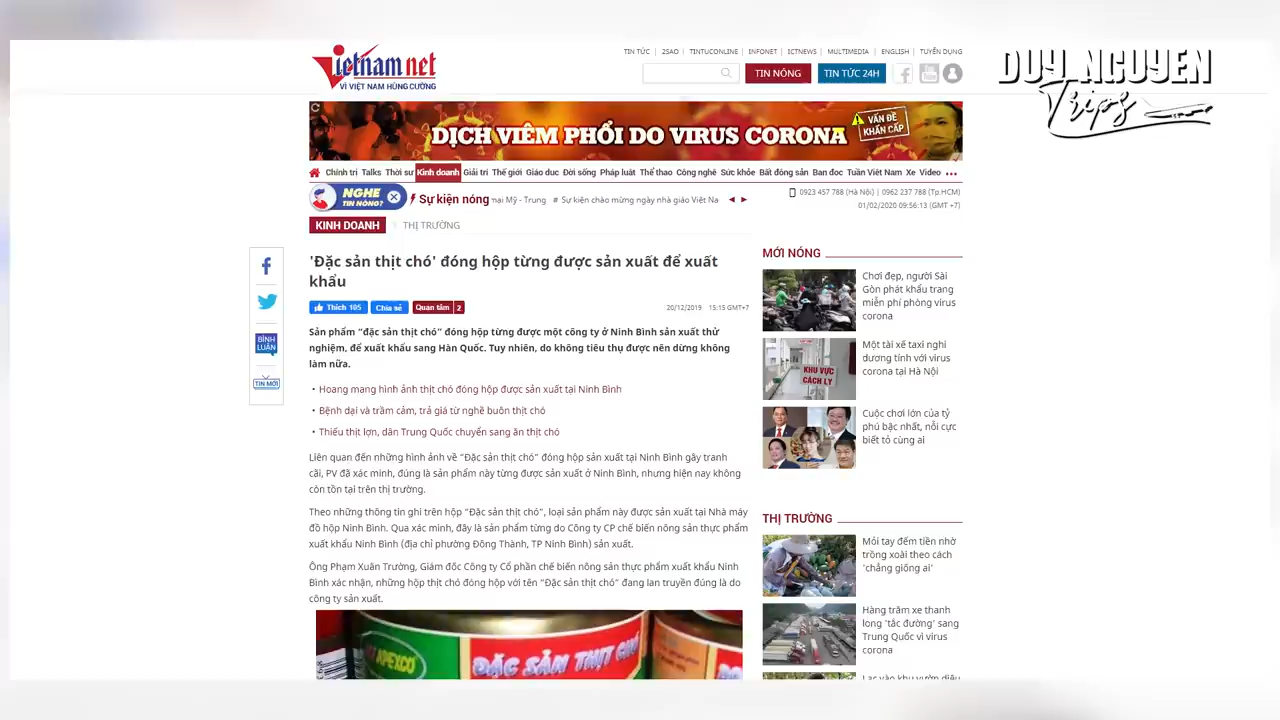 Vietnamnet
VÌ VIỆT NAM HÙNG CƯỜNG
TIN TỨC | 2SAO | TINTUCONLINE | INFONET | ICTNEWS | MULTIMEDIA | ENGLISH | TUYỂN DỤNG
TIN NÓNG
TIN TỨC 24H
DUY NGUYEN
Trips
DỊCH VIÊM PHỔI DO VIRUS CORONA
VẤN ĐỀ
KHẨN CẤP
Chính trị Talks Thời sự Kinh doanh Giải trí Thế giới Giáo dục Đời sống Pháp luật Thể thao Công nghệ Sức khỏe Bất động sản Bạn đọc Tuần Việt Nam Xe Video
NGHE
TIN NÓNG?
Sự kiện nóng
mại Mỹ - Trung # Sự kiện chào mừng ngày nhà giáo Việt Na
0923 457 788 (Hà Nội) | 0962 237 788 (Tp.HCM)
01/02/2020 09:56:13 (GMT +7)
KINH DOANH
THỊ TRƯỜNG
'Đặc sản thịt chó' đóng hộp từng được sản xuất để xuất
khẩu
Thích 105
Chia sẻ
Quan tâm 2
20/12/2019 15:15 GMT+7
Sản phẩm “đặc sản thịt chó” đóng hộp từng được một công ty ở Ninh Bình sản xuất thử
nghiệm, để xuất khẩu sang Hàn Quốc. Tuy nhiên, do không tiêu thụ được nên dừng không
làm nữa.
• Hoang mang hình ảnh thịt chó đóng hộp được sản xuất tại Ninh Bình
• Bệnh dại và trầm cảm, trả giá từ nghề buôn thịt chó
• Thiếu thịt lợn, dân Trung Quốc chuyển sang ăn thịt chó
Liên quan đến những hình ảnh về “Đặc sản thịt chó” đóng hộp sản xuất tại Ninh Bình gây tranh
cãi, PV đã xác minh, đúng là sản phẩm này từng được sản xuất ở Ninh Bình, nhưng hiện nay không
còn tồn tại trên thị trường.
Theo những thông tin ghi trên hộp “Đặc sản thịt chó”, loại sản phẩm này được sản xuất tại Nhà máy
đồ hộp Ninh Bình. Qua xác minh, đây là sản phẩm từng do Công ty CP chế biến nông sản thực phẩm
xuất khẩu Ninh Bình (địa chỉ phường Đông Thành, TP Ninh Bình) sản xuất.
Ông Phạm Xuân Trường, Giám đốc Công ty Cổ phần chế biến nông sản thực phẩm xuất khẩu Ninh
Bình xác nhận, những hộp thịt chó đóng hộp với tên “Đặc sản thịt chó” đang lan truyền đúng là do
công ty sản xuất.
APEXCO
ĐẶC SẢN THỊT CHÓ
BÌNH
LUẬN
TIN MỚI
MỚI NÓNG
Chơi đẹp, người Sài
Gòn phát khẩu trang
miễn phí phòng virus
corona
KHU VỰC
CÁCH LY
Một tài xế taxi nghi
dương tính với virus
corona tại Hà Nội
Cuộc chơi lớn của tỷ
phú bậc nhất, nỗi cực
biết tỏ cùng ai
THỊ TRƯỜNG
Mỏi tay đếm tiền nhờ
trồng xoài theo cách
'chẳng giống ai'
Hàng trăm xe thanh
long 'tắc đường' sang
Trung Quốc vì virus
corona
Lạc vào khu vườn diệu